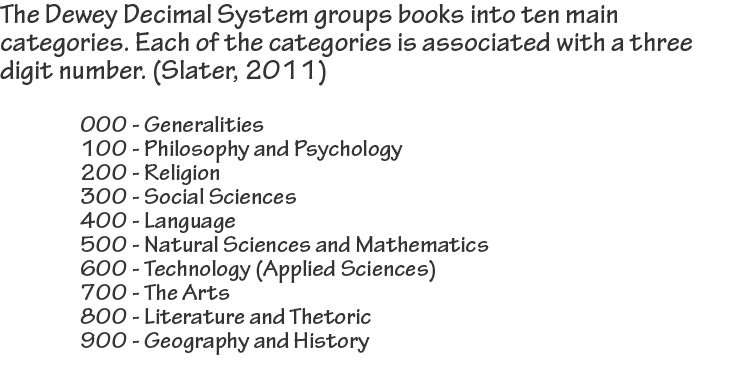 The Dewey Decimal System groups books into ten main
categories. Each of the categories is associated with a three
digit number. (Slater, 2011)
000 - Generalities
100 - Philosophy and Psychology
200 - Religion
300 - Social Sciences
400 - Language
500 - Natural Sciences and Mathematics
600 - Technology (Applied Sciences)
700 - The Arts
800 - Literature and Thetoric
900 - Geography and History